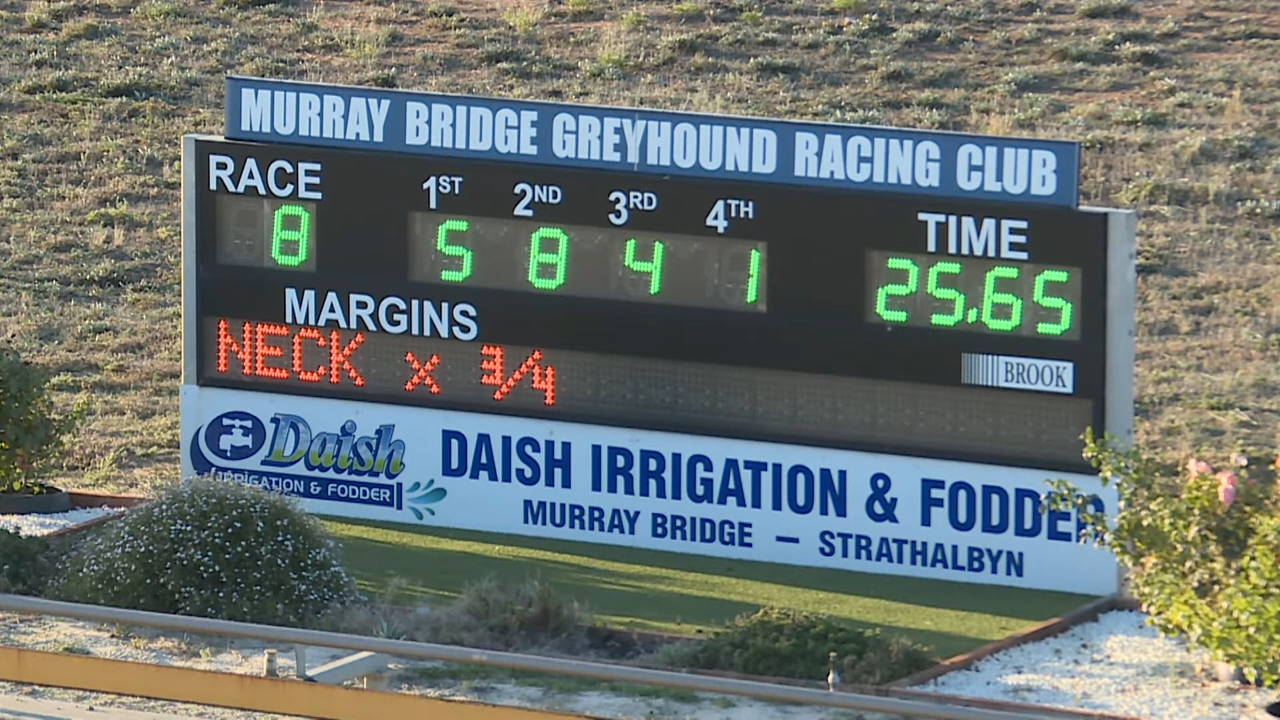 MURRAY BRIDGE GREYHOUND RACING CLUB
RACE 1ST 2ND 3RD 4TH TIME
8 5 8 4 1 25.65
MARGINS
NECK x 3/4
BROOK
Daish
IRRIGATION & FODDER
DAISH IRRIGATION & FODDER
MURRAY BRIDGE – STRATHALBYN